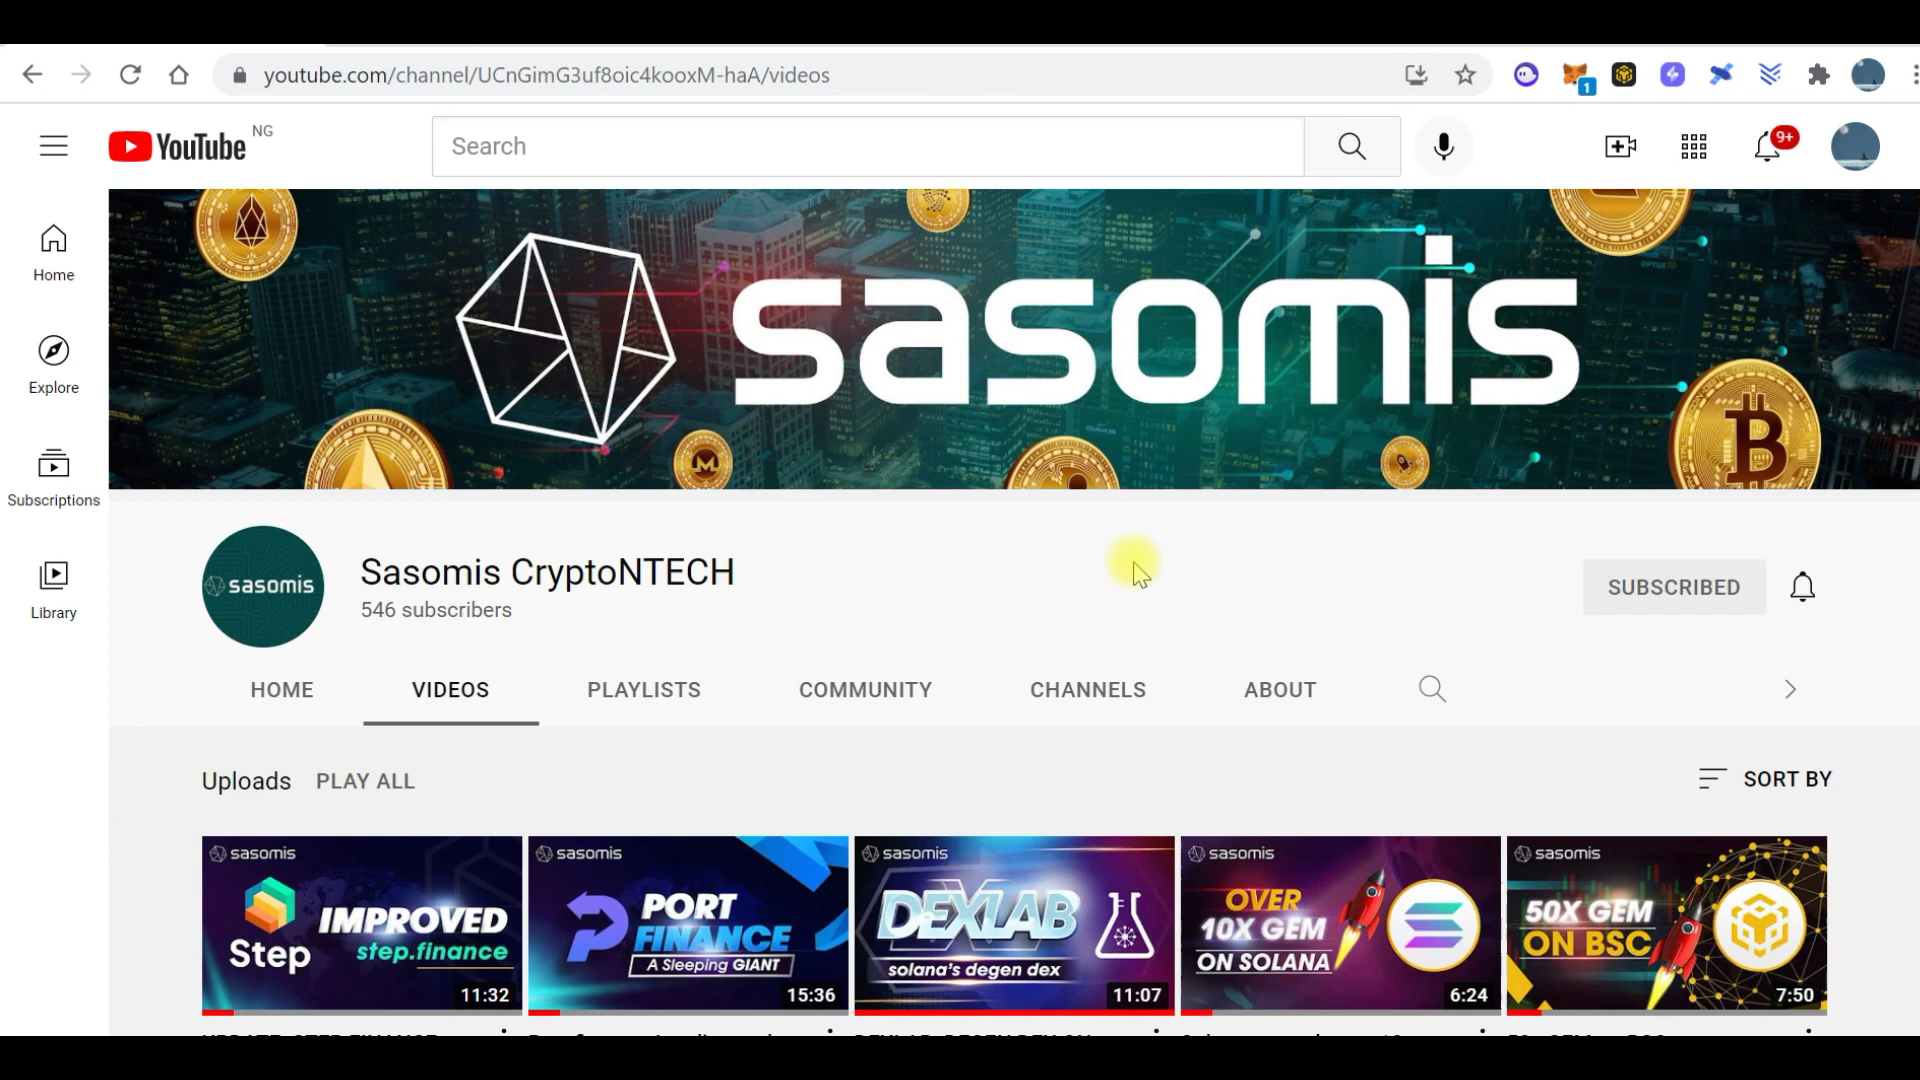 youtube.com/channel/UCnGimG3uf8oic4kooxM-haA/videos
1
YouTube NG
Search
9+
Home
Explore
Subscriptions
Library
sasomis
sasomis
Sasomis CryptoNTECH
546 subscribers
SUBSCRIBED
HOME VIDEOS PLAYLISTS COMMUNITY CHANNELS ABOUT
Uploads PLAY ALL
SORT BY
sasomis
Step
IMPROVED
step.finance
11:32
sasomis
PORT
FINANCE
A Sleeping GIANT
15:36
sasomis
DEXLAB
solana's degen dex
11:07
sasomis
OVER
10X GEM
ON SOLANA
6:24
sasomis
50X GEM
ON BSC
7:50